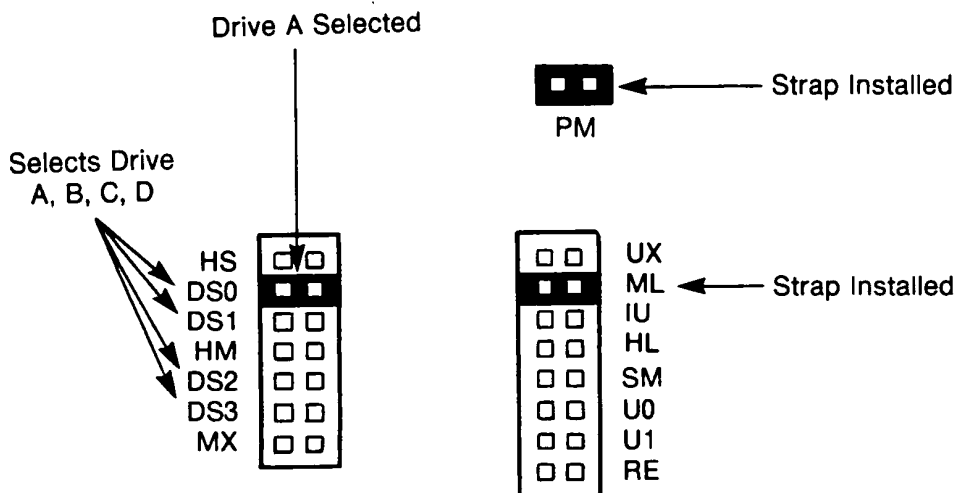 Drive A Selected
Strap Installed
PM
Selects Drive
A, B, C, D
HS
DS0
DS1
HM
DS2
DS3
MX
UX
ML
Strap Installed
IU
HL
SM
U0
U1
RE